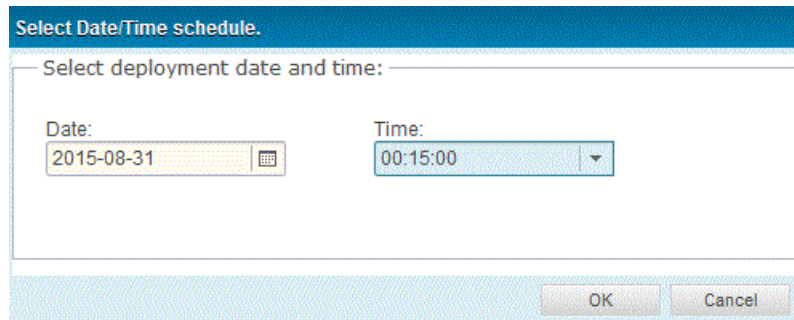 Select Date/Time schedule.
Select deployment date and time:
Date: Time:
2015-08-31 00:15:00
OK Cancel